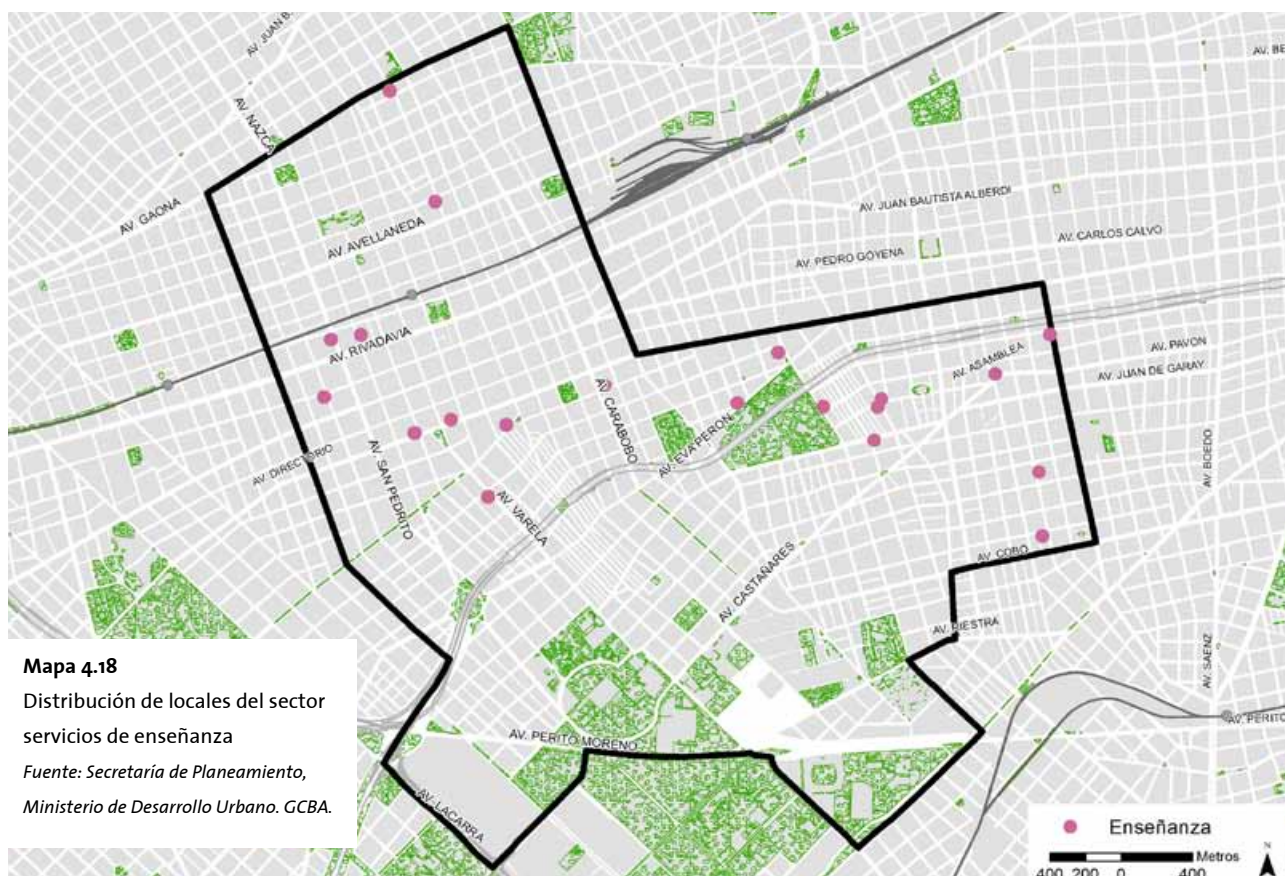 AV. JUAN B
AV. BE
AV. NAZCA
AV. GAONA
AV. JUAN BAUTISTA ALBERDI
AV. AVELLANEDA
AV. CARLOS CALVO
AV. PEDRO GOYENA
AV. RIVADAVIA
AV. ASAMBLEA
AV. PAVON
AV. JUAN DE GARAY
AV. CARABOBO
AV. EVA PERON
AV. DIRECTORIO
AV. SAN PEDRITO
AV. BOEDO
AV. VARELA
AV. COBO
AV. CASTAÑARES
AV. RIESTRA
AV. SAENZ
AV. PERITO
AV. PERITO MORENO
AV. LACARRA
Mapa 4.18
Distribución de locales del sector
servicios de enseñanza
Fuente: Secretaría de Planeamiento,
Ministerio de Desarrollo Urbano. GCBA.
Enseñanza
Metros
N
400 200 0 400